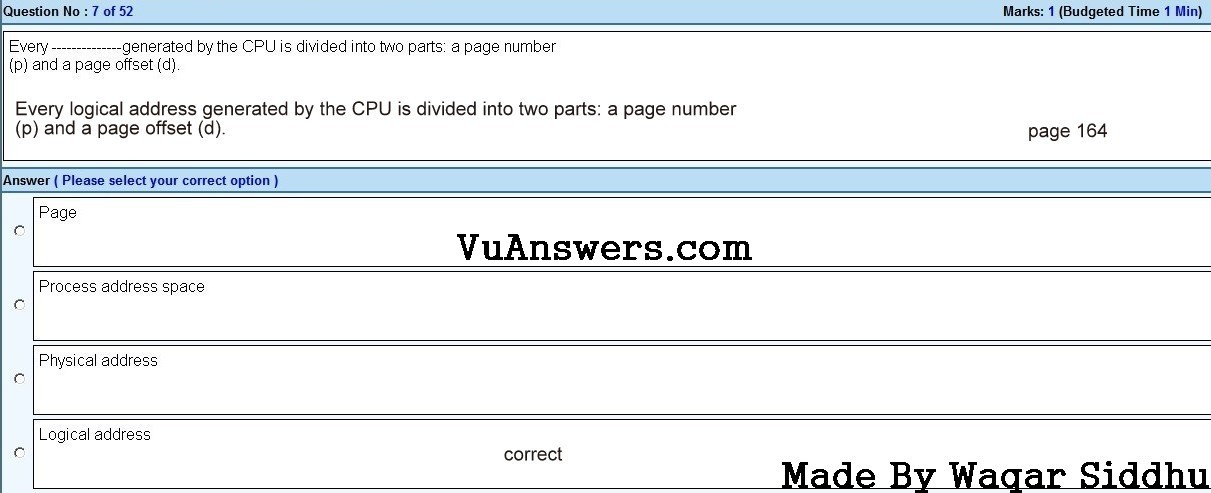 Question No : 7 of 52 Marks: 1 (Budgeted Time 1 Min)
Every --------------generated by the CPU is divided into two parts: a page number
(p) and a page offset (d).
Every logical address generated by the CPU is divided into two parts: a page number
(p) and a page offset (d).
page 164
Answer ( Please select your correct option )
Page
VuAnswers.com
Process address space
Physical address
Logical address
correct
Made By Waqar Siddhu